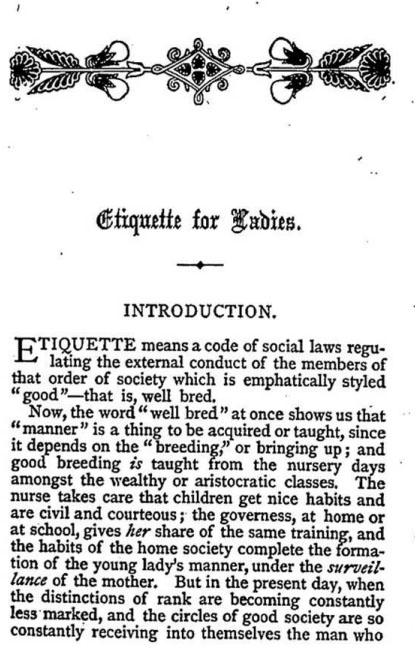 Etiquette for Ladies.
INTRODUCTION.
ETIQUETTE means a code of social laws regu-
lating the external conduct of the members of
that order of society which is emphatically styled
"good"—that is, well bred.
Now, the word "well bred" at once shows us that
"manner" is a thing to be acquired or taught, since
it depends on the "breeding," or bringing up; and
good breeding is taught from the nursery days
amongst the wealthy or aristocratic classes. The
nurse takes care that children get nice habits and
are civil and courteous; the governess, at home or
at school, gives her share of the same training, and
the habits of the home society complete the forma-
tion of the young lady's manner, under the surveil-
lance of the mother. But in the present day, when
the distinctions of rank are becoming constantly
less marked, and the circles of good society are so
constantly receiving into themselves the man who